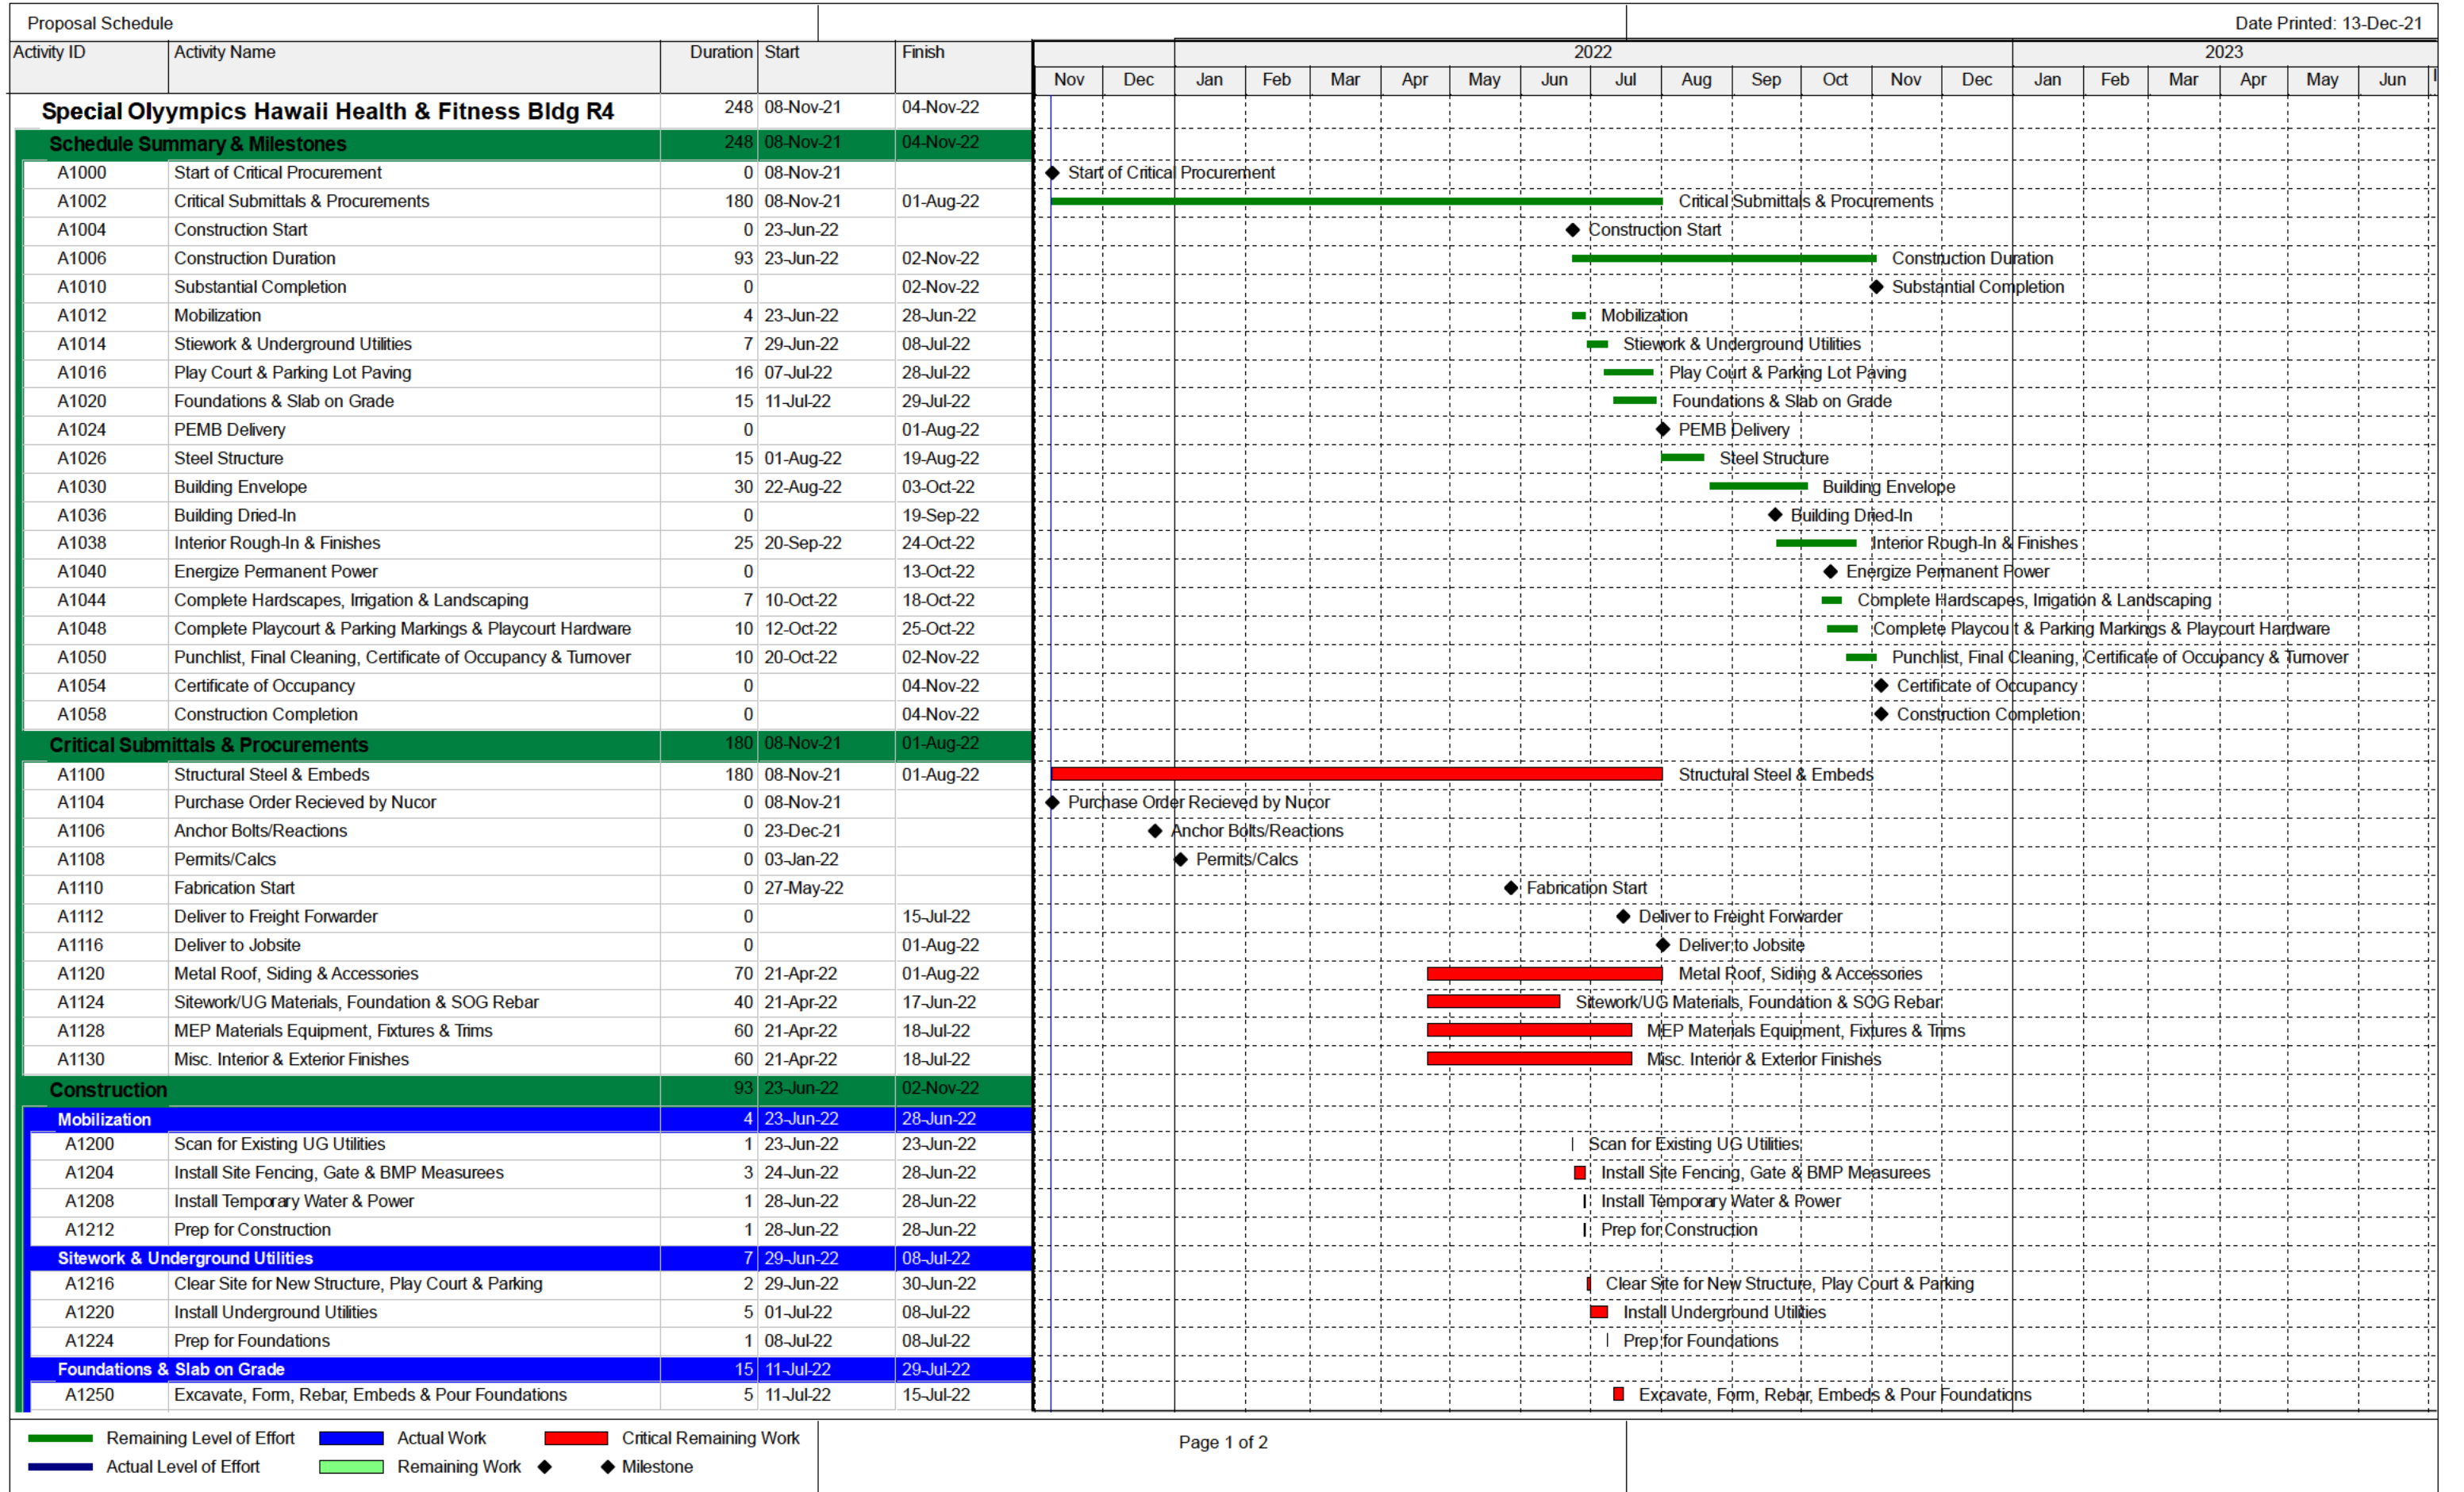 Proposal Schedule Date Printed: 13-Dec-21
Activity ID Activity Name Duration Start Finish 2022 2023
Nov Dec Jan Feb Mar Apr May Jun Jul Aug Sep Oct Nov Dec Jan Feb Mar Apr May Jun
Special Olyympics Hawaii Health & Fitness Bldg R4 248 08-Nov-21 04-Nov-22
Schedule Summary & Milestones 248 08-Nov-21 04-Nov-22
A1000 Start of Critical Procurement 0 08-Nov-21 Start of Critical Procurement
A1002 Critical Submittals & Procurements 180 08-Nov-21 01-Aug-22 Critical Submittals & Procurements
A1004 Construction Start 0 23-Jun-22 Construction Start
A1006 Construction Duration 93 23-Jun-22 02-Nov-22 Construction Duration
A1010 Substantial Completion 0 02-Nov-22 Substantial Completion
A1012 Mobilization 4 23-Jun-22 28-Jun-22 Mobilization
A1014 Stiework & Underground Utilities 7 29-Jun-22 08-Jul-22 Stiework & Underground Utilities
A1016 Play Court & Parking Lot Paving 16 07-Jul-22 28-Jul-22 Play Court & Parking Lot Paving
A1020 Foundations & Slab on Grade 15 11-Jul-22 29-Jul-22 Foundations & Slab on Grade
A1024 PEMB Delivery 0 01-Aug-22 PEMB Delivery
A1026 Steel Structure 15 01-Aug-22 19-Aug-22 Steel Structure
A1030 Building Envelope 30 22-Aug-22 03-Oct-22 Building Envelope
A1036 Building Dried-In 0 19-Sep-22 Building Dried-In
A1038 Interior Rough-In & Finishes 25 20-Sep-22 24-Oct-22 Interior Rough-In & Finishes
A1040 Energize Permanent Power 0 13-Oct-22 Energize Permanent Power
A1044 Complete Hardscapes, Irrigation & Landscaping 7 10-Oct-22 18-Oct-22 Complete Hardscapes, Irrigation & Landscaping
A1048 Complete Playcourt & Parking Markings & Playcourt Hardware 10 12-Oct-22 25-Oct-22 Complete Playcourt & Parking Markings & Playcourt Hardware
A1050 Punchlist, Final Cleaning, Certificate of Occupancy & Turnover 10 20-Oct-22 02-Nov-22 Punchlist, Final Cleaning, Certificate of Occupancy & Turnover
A1054 Certificate of Occupancy 0 04-Nov-22 Certificate of Occupancy
A1058 Construction Completion 0 04-Nov-22 Construction Completion
Critical Submittals & Procurements 180 08-Nov-21 01-Aug-22
A1100 Structural Steel & Embeds 180 08-Nov-21 01-Aug-22 Structural Steel & Embeds
A1104 Purchase Order Recieved by Nucor 0 08-Nov-21 Purchase Order Recieved by Nucor
A1106 Anchor Bolts/Reactions 0 23-Dec-21 Anchor Bolts/Reactions
A1108 Permits/Calcs 0 03-Jan-22 Permits/Calcs
A1110 Fabrication Start 0 27-May-22 Fabrication Start
A1112 Deliver to Freight Forwarder 0 15-Jul-22 Deliver to Freight Forwarder
A1116 Deliver to Jobsite 0 01-Aug-22 Deliver to Jobsite
A1120 Metal Roof, Siding & Accessories 70 21-Apr-22 01-Aug-22 Metal Roof, Siding & Accessories
A1124 Sitework/UG Materials, Foundation & SOG Rebar 40 21-Apr-22 17-Jun-22 Sitework/UG Materials, Foundation & SOG Rebar
A1128 MEP Materials Equipment, Fixtures & Trims 60 21-Apr-22 18-Jul-22 MEP Materials Equipment, Fixtures & Trims
A1130 Misc. Interior & Exterior Finishes 60 21-Apr-22 18-Jul-22 Misc. Interior & Exterior Finishes
Construction 93 23-Jun-22 02-Nov-22
Mobilization 4 23-Jun-22 28-Jun-22
A1200 Scan for Existing UG Utilities 1 23-Jun-22 23-Jun-22 Scan for Existing UG Utilities
A1204 Install Site Fencing, Gate & BMP Measurees 3 24-Jun-22 28-Jun-22 Install Site Fencing, Gate & BMP Measurees
A1208 Install Temporary Water & Power 1 28-Jun-22 28-Jun-22 Install Temporary Water & Power
A1212 Prep for Construction 1 28-Jun-22 28-Jun-22 Prep for Construction
Sitework & Underground Utilities 7 29-Jun-22 08-Jul-22
A1216 Clear Site for New Structure, Play Court & Parking 2 29-Jun-22 30-Jun-22 Clear Site for New Structure, Play Court & Parking
A1220 Install Underground Utilities 5 01-Jul-22 08-Jul-22 Install Underground Utilities
A1224 Prep for Foundations 1 08-Jul-22 08-Jul-22 Prep for Foundations
Foundations & Slab on Grade 15 11-Jul-22 29-Jul-22
A1250 Excavate, Form, Rebar, Embeds & Pour Foundations 5 11-Jul-22 15-Jul-22 Excavate, Form, Rebar, Embeds & Pour Foundations
Remaining Level of Effort Actual Work Critical Remaining Work Page 1 of 2
Actual Level of Effort Remaining Work Milestone